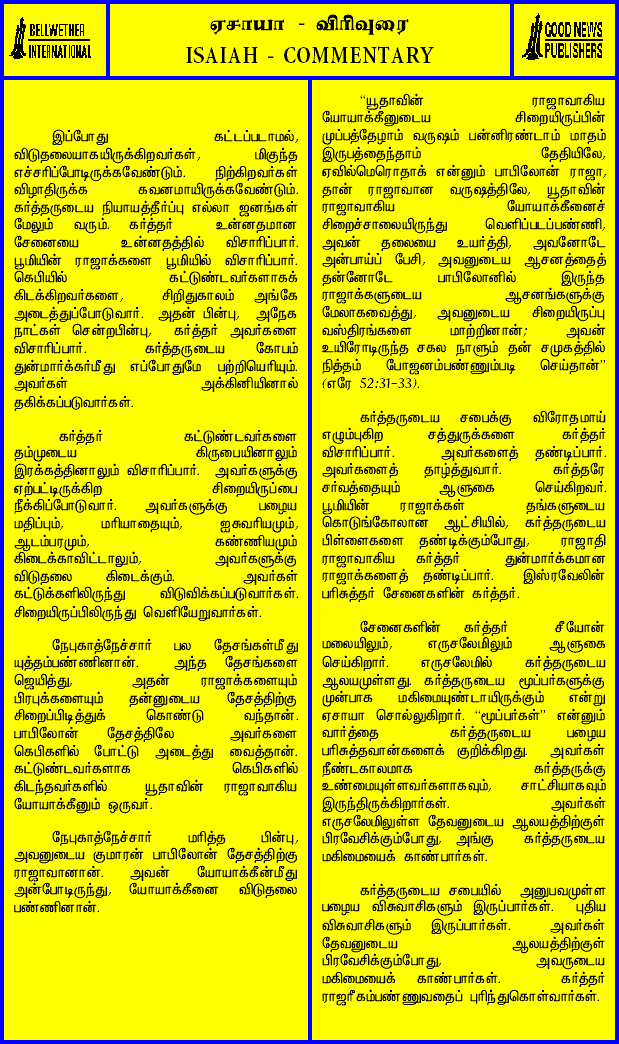 BELLWETHER
INTERNATIONAL
ஏசாயா - விரிவுரை
ISAIAH - COMMENTARY
GOOD NEWS
PUBLISHERS
இப்போது கட்டப்படாமல்,
விடுதலையாகயிருக்கிறவர்கள், மிகுந்த
எச்சரிப்போடிருக்கவேண்டும். நிற்கிறவர்கள்
விழாதிருக்க கவனமாயிருக்கவேண்டும்.
கர்த்தருடைய நியாயத்தீர்ப்பு எல்லா ஜனங்கள்
மேலும் வரும். கர்த்தர் உன்னதமான
சேனையை உன்னதத்தில் விசாரிப்பார்.
பூமியின் ராஜாக்களை பூமியில் விசாரிப்பார்.
கெபியில் கட்டுண்டவர்களாகக்
கிடக்கிறவர்களை, சிறிதுகாலம் அங்கே
அடைத்துப்போடுவார். அதன் பின்பு, அநேக
நாட்கள் சென்றபின்பு, கர்த்தர் அவர்களை
விசாரிப்பார். கர்த்தருடைய கோபம்
துன்மார்க்கர்மீது எப்போதுமே பற்றியெரியும்.
அவர்கள் அக்கினியினால்
தகிக்கப்படுவார்கள்.
கர்த்தர் கட்டுண்டவர்களை
தம்முடைய கிருபையினாலும்
இரக்கத்தினாலும் விசாரிப்பார். அவர்களுக்கு
ஏற்பட்டிருக்கிற சிறையிருப்பை
நீக்கிப்போடுவார். அவர்களுக்கு பழைய
மதிப்பும், மரியாதையும், ஐசுவரியமும்,
ஆடம்பரமும், கண்ணியமும்
கிடைக்காவிட்டாலும், அவர்களுக்கு
விடுதலை கிடைக்கும். அவர்கள்
கட்டுக்களிலிருந்து விடுவிக்கப்படுவார்கள்.
சிறையிருப்பிலிருந்து வெளியேறுவார்கள்.
நேபுகாத்நேச்சார் பல தேசங்கள்மீது
யுத்தம்பண்ணினான். அந்த தேசங்களை
ஜெயித்து, அதன் ராஜாக்களையும்
பிரபுக்களையும் தன்னுடைய தேசத்திற்கு
சிறைப்பிடித்துக் கொண்டு வந்தான்.
பாபிலோன் தேசத்திலே அவர்களை
கெபிகளில் போட்டு அடைத்து வைத்தான்.
கட்டுண்டவர்களாக கெபிகளில்
கிடந்தவர்களில் யூதாவின் ராஜாவாகிய
யோயாக்கீனும் ஒருவர்.
நேபுகாத்நேச்சார் மரித்த பின்பு,
அவனுடைய குமாரன் பாபிலோன் தேசத்திற்கு
ராஜாவானான். அவன் யோயாக்கீன்மீது
அன்போடிருந்து, யோயாக்கீனை விடுதலை
பண்ணினான்.
“யூதாவின் ராஜாவாகிய
யோயாக்கீனுடைய சிறையிருப்பின்
முப்பத்தேழாம் வருஷம் பன்னிரண்டாம் மாதம்
இருபத்தைந்தாம் தேதியிலே,
ஏவில்மெரொதாக் என்னும் பாபிலோன் ராஜா,
தான் ராஜாவான வருஷத்திலே, யூதாவின்
ராஜாவாகிய யோயாக்கீனைச்
சிறைச்சாலையிருந்து வெளிப்படப்பண்ணி,
அவன் தலையை உயர்த்தி, அவனோடே
அன்பாய்ப் பேசி, அவனுடைய ஆசனத்தைத்
தன்னோடே பாபிலோனில் இருந்த
ராஜாக்களுடைய ஆசனங்களுக்கு
மேலாகவைத்து, அவனுடைய சிறையிருப்பு
வஸ்திரங்களை மாற்றினான்; அவன்
உயிரோடிருந்த சகல நாளும் தன் சமுகத்தில்
நித்தம் போஜனம்பண்ணும்படி செய்தான்”
(எரே 52:31-33).
கர்த்தருடைய சபைக்கு விரோதமாய்
எழும்புகிற சத்துருக்களை கர்த்தர்
விசாரிப்பார். அவர்களைத் தண்டிப்பார்.
அவர்களைத் தாழ்த்துவார். கர்த்தரே
சர்வத்தையும் ஆளுகை செய்கிறவர்.
பூமியின் ராஜாக்கள் தங்களுடைய
கொடுங்கோலான ஆட்சியில், கர்த்தருடைய
பிள்ளைகளை தண்டிக்கும்போது, ராஜாதி
ராஜாவாகிய கர்த்தர் துன்மார்க்கமான
ராஜாக்களைத் தண்டிப்பார். இஸ்ரவேலின்
பரிசுத்தர் சேனைகளின் கர்த்தர்.
சேனைகளின் கர்த்தர் சீயோன்
மலையிலும், எருசலேமிலும் ஆளுகை
செய்கிறார். எருசலேமில் கர்த்தருடைய
ஆலயமுள்ளது. கர்த்தருடைய மூப்பர்களுக்கு
முன்பாக மகிமையுண்டாயிருக்கும் என்று
ஏசாயா சொல்லுகிறார். “மூப்பர்கள்” என்னும்
வார்த்தை கர்த்தருடைய பழைய
பரிசுத்தவான்களைக் குறிக்கிறது. அவர்கள்
நீண்டகாலமாக கர்த்தருக்கு
உண்மையுள்ளவர்களாகவும், சாட்சியாகவும்
இருந்திருக்கிறார்கள். அவர்கள்
எருசலேமிலுள்ள தேவனுடைய ஆலயத்திற்குள்
பிரவேசிக்கும்போது, அங்கு கர்த்தருடைய
மகிமையைக் காண்பார்கள்.
கர்த்தருடைய சபையில் அனுபவமுள்ள
பழைய விசுவாசிகளும் இருப்பார்கள். புதிய
விசுவாசிகளும் இருப்பார்கள். அவர்கள்
தேவனுடைய ஆலயத்திற்குள்
பிரவேசிக்கும்போது, அவருடைய
மகிமையைக் காண்பார்கள். கர்த்தர்
ராஜரீகம்பண்ணுவதைப் புரிந்துகொள்வார்கள்.